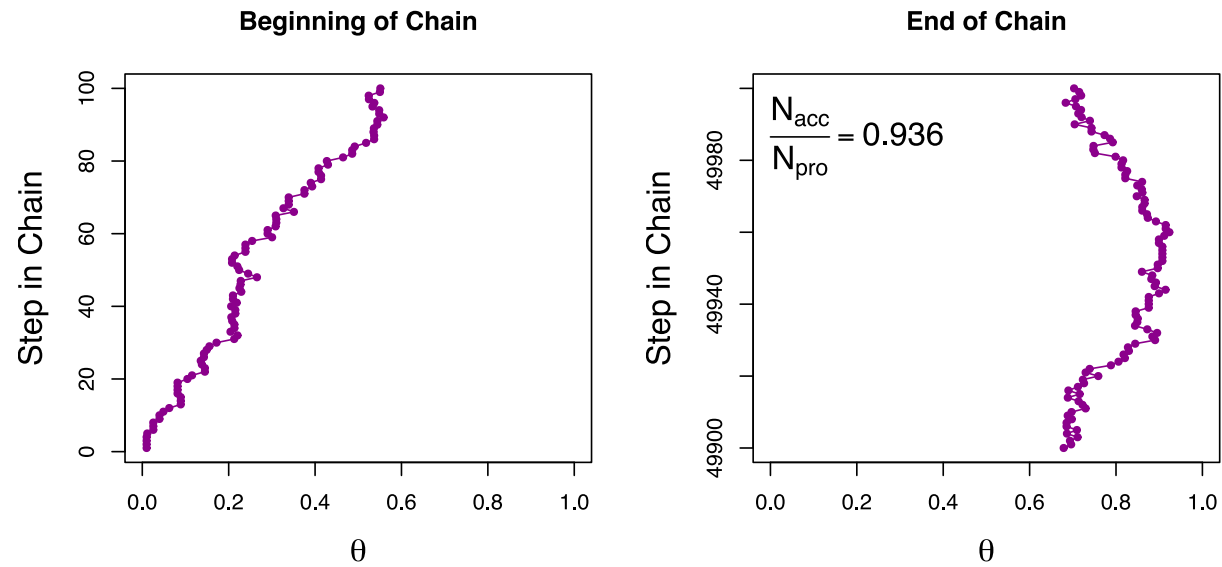 Beginning of Chain
Step in Chain
100
80
60
40
20
0
0.0 0.2 0.4 0.6 0.8 1.0
θ
End of Chain
Step in Chain
49980
49940
49900
N_acc
N_pro
= 0.936
0.0 0.2 0.4 0.6 0.8 1.0
θ